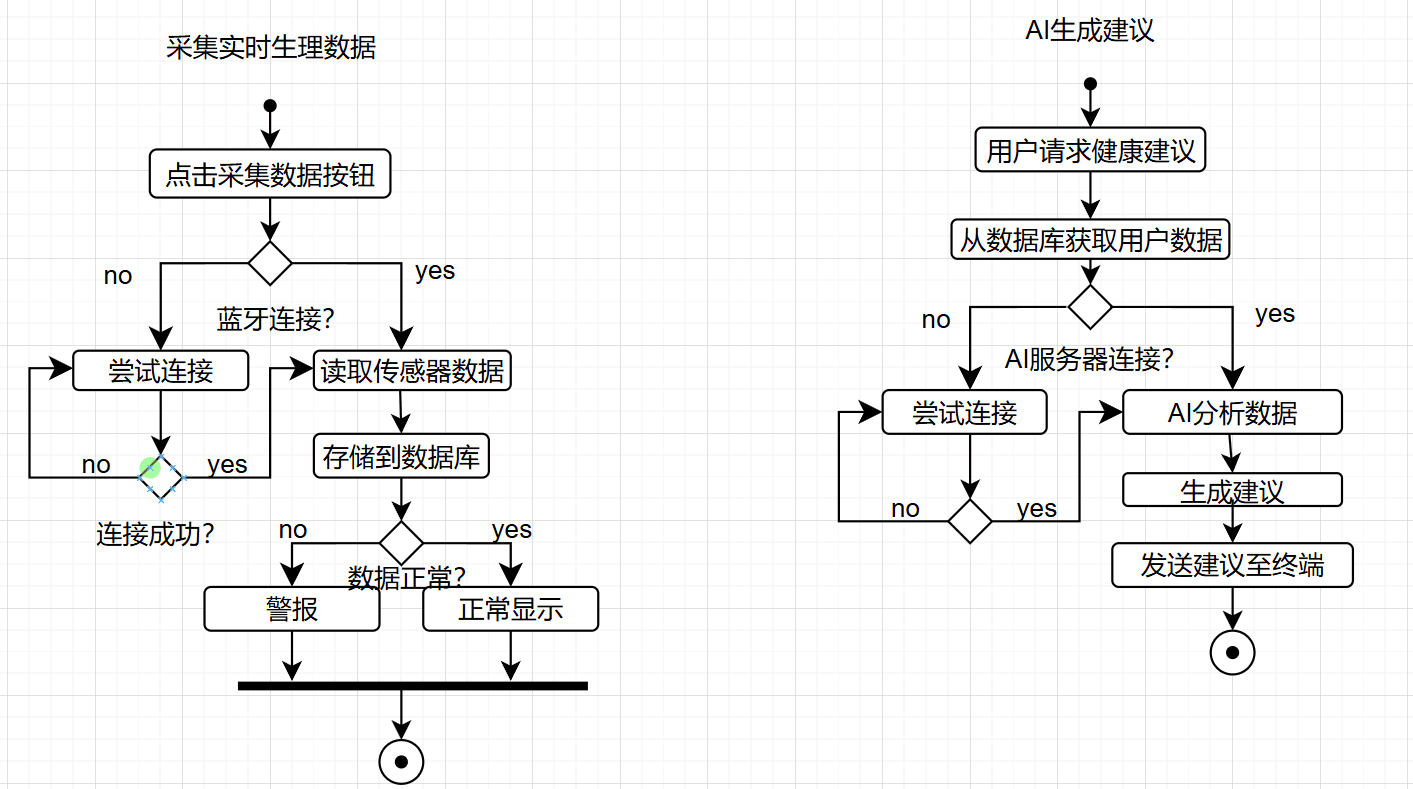 采集实时生理数据
点击采集数据按钮
no
yes
蓝牙连接?
尝试连接
读取传感器数据
no
yes
存储到数据库
连接成功?
no
yes
数据正常?
警报
正常显示
AI生成建议
用户请求健康建议
从数据库获取用户数据
no
yes
AI服务器连接?
尝试连接
AI分析数据
no
yes
生成建议
发送建议至终端